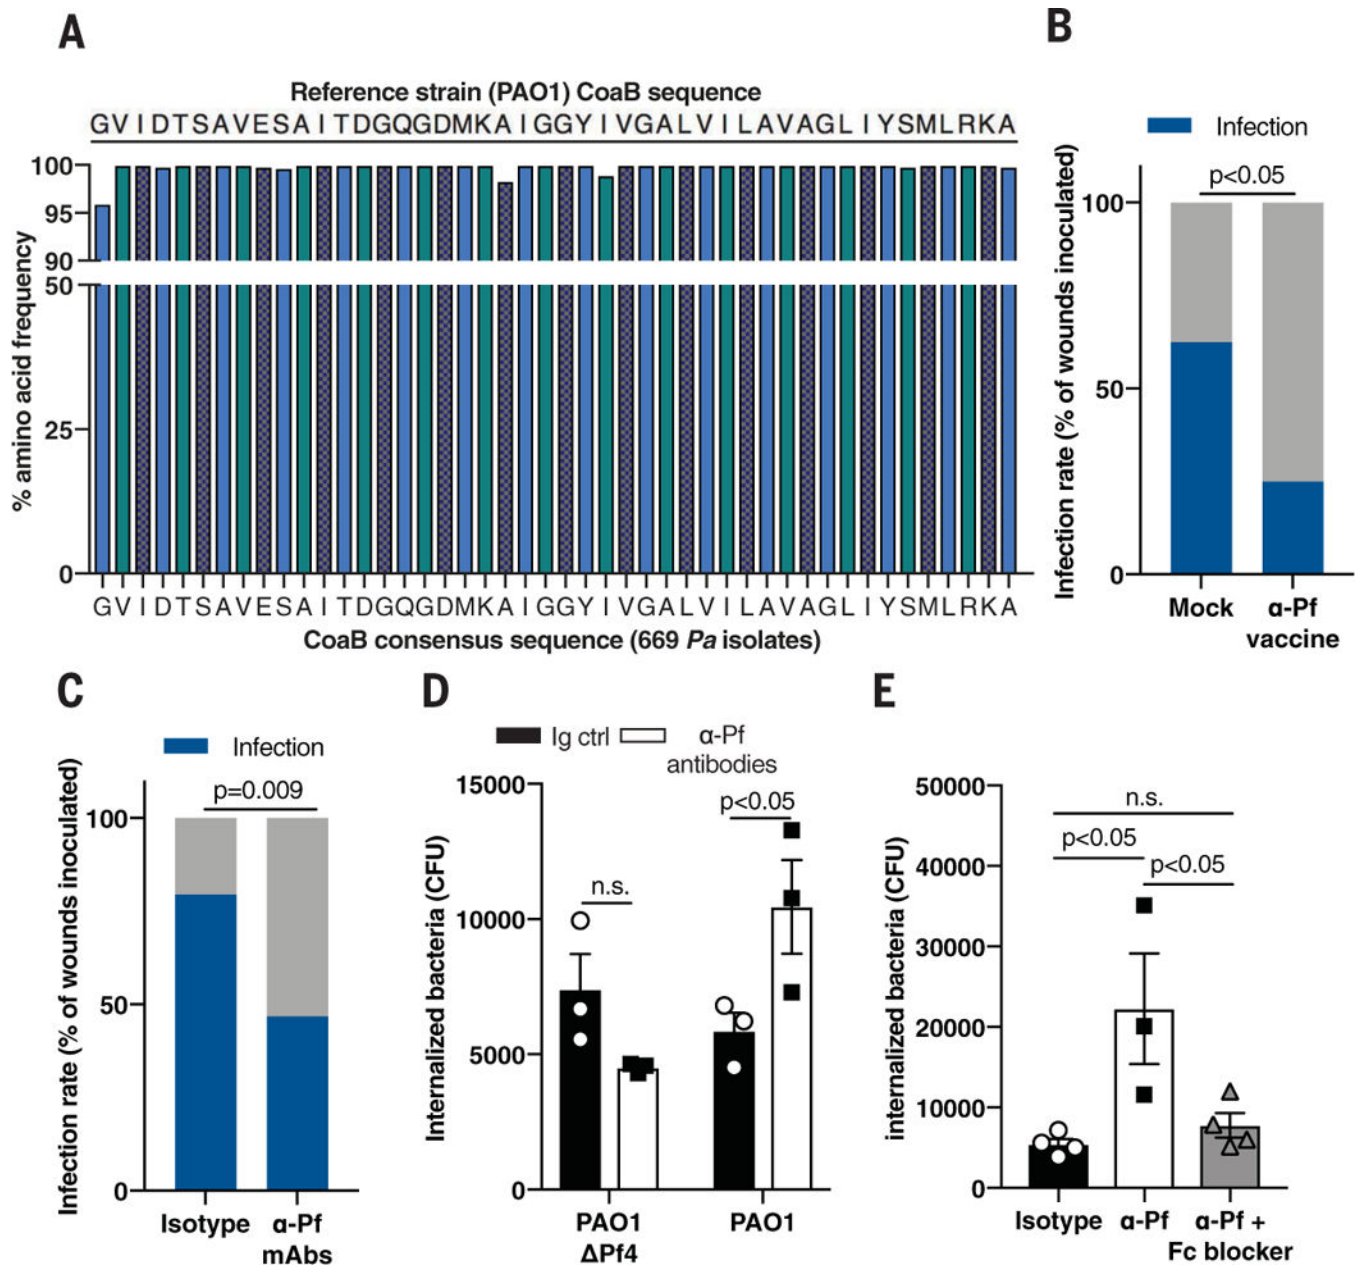 A
Reference strain (PAO1) CoaB sequence
GVIDTSAVESAITDGQGDMKAIGGYIVGALVILAVAGLIYSMLRKA
% amino acid frequency
100
95
90
50
25
0
GVIDTSAVESAITDGQGDMKAIGGYIVGALVILAVAGLIYSMLRKA
CoaB consensus sequence (669 Pa isolates)
B
Infection
Infection rate (% of wounds inoculated)
p<0.05
100
50
0
Mock
α-Pf
vaccine
C
Infection
Infection rate (% of wounds inoculated)
p=0.009
100
50
0
Isotype
α-Pf
mAbs
D
Ig ctrl
α-Pf
antibodies
Internalized bacteria (CFU)
15000
10000
5000
0
n.s.
p<0.05
PAO1
ΔPf4
PAO1
E
internalized bacteria (CFU)
50000
40000
30000
20000
10000
0
n.s.
p<0.05
p<0.05
Isotype
α-Pf
α-Pf +
Fc blocker